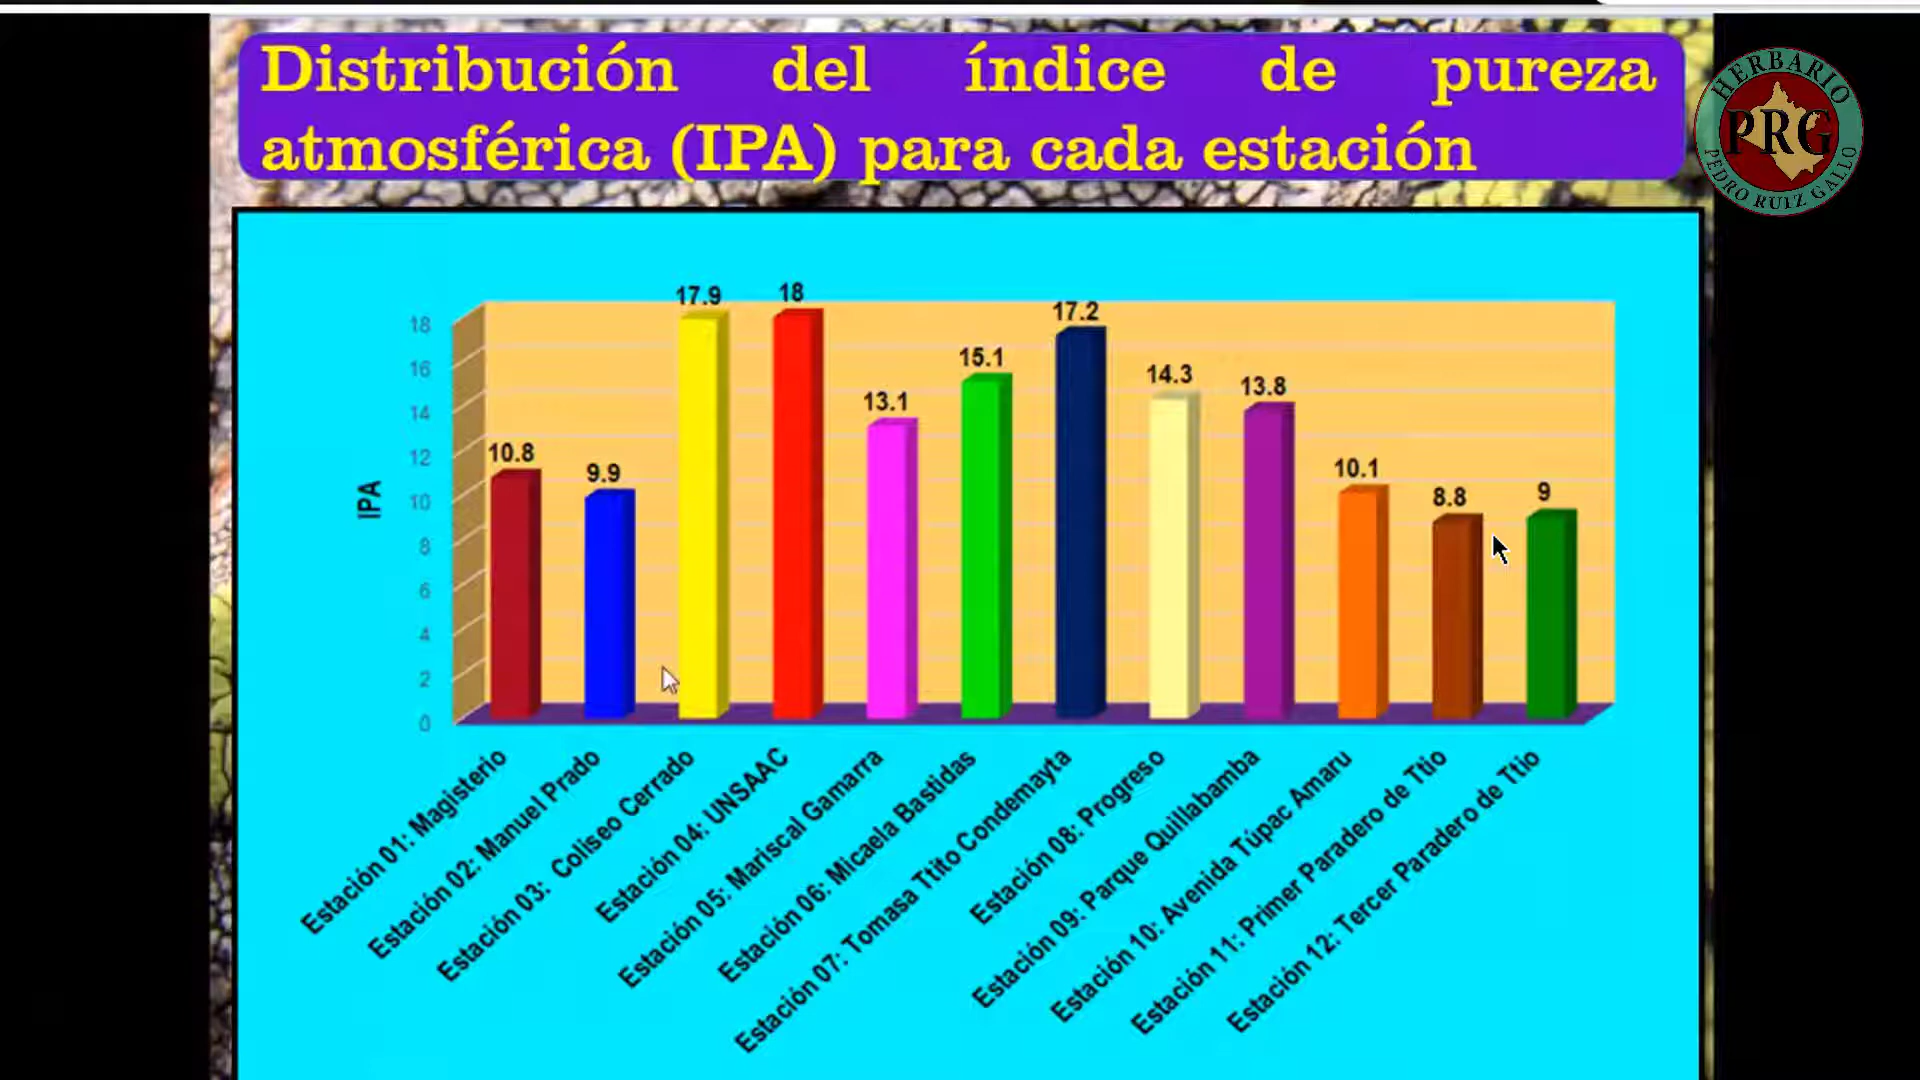 Distribución del índice de pureza
atmosférica (IPA) para cada estación
HERBARIO
PRG
PEDRO RUIZ GALLO
IPA
18
16
14
12
10
8
6
4
2
0
10.8
9.9
17.9
18
13.1
15.1
17.2
14.3
13.8
10.1
8.8
9
Estación 01: Magisterio
Estación 02: Manuel Prado
Estación 03: Coliseo Cerrado
Estación 04: UNSAAC
Estación 05: Mariscal Gamarra
Estación 06: Micaela Bastidas
Estación 07: Tomasa Ttito Condemayta
Estación 08: Progreso
Estación 09: Parque Quillabamba
Estación 10: Avenida Túpac Amaru
Estación 11: Primer Paradero de Ttio
Estación 12: Tercer Paradero de Ttio